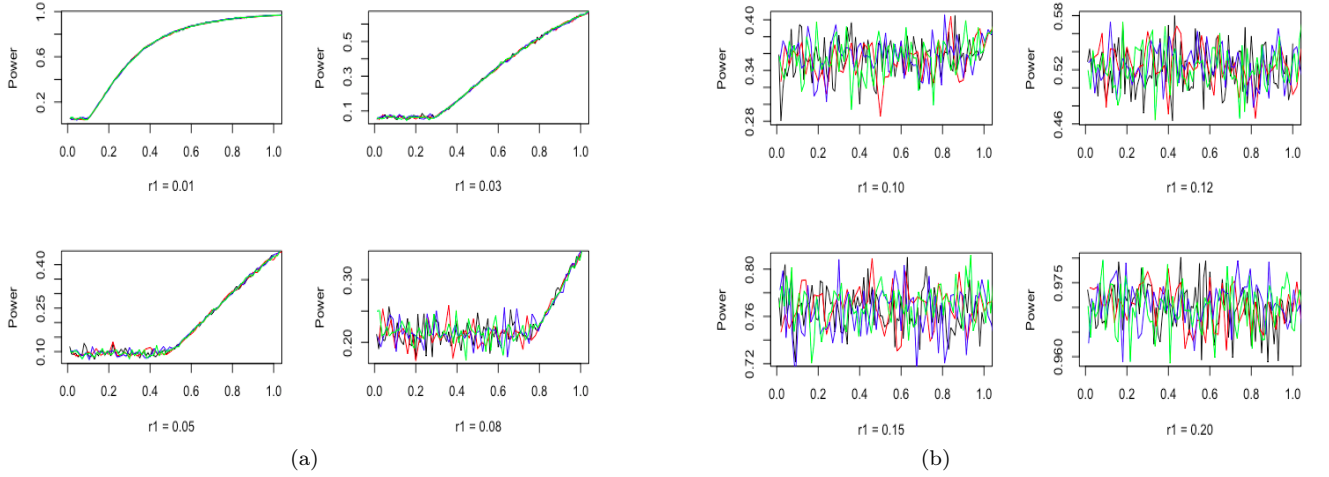 Power
0.2 0.6 1.0
0.0 0.2 0.4 0.6 0.8 1.0
r1 = 0.01
Power
0.1 0.3 0.5
0.0 0.2 0.4 0.6 0.8 1.0
r1 = 0.03
Power
0.10 0.25 0.40
0.0 0.2 0.4 0.6 0.8 1.0
r1 = 0.05
Power
0.20 0.30
0.0 0.2 0.4 0.6 0.8 1.0
r1 = 0.08
(a)
Power
0.28 0.34 0.40
0.0 0.2 0.4 0.6 0.8 1.0
r1 = 0.10
Power
0.46 0.52 0.58
0.0 0.2 0.4 0.6 0.8 1.0
r1 = 0.12
Power
0.72 0.76 0.80
0.0 0.2 0.4 0.6 0.8 1.0
r1 = 0.15
Power
0.960 0.975
0.0 0.2 0.4 0.6 0.8 1.0
r1 = 0.20
(b)